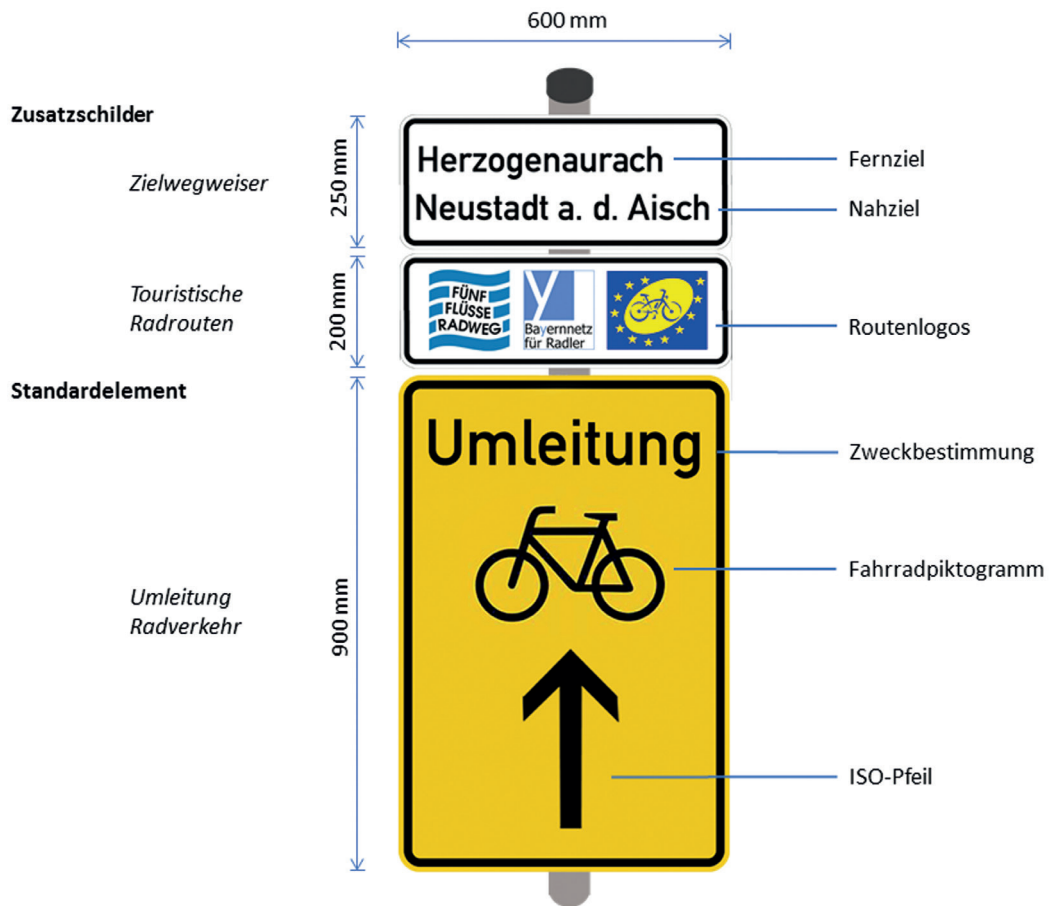 600 mm
Zusatzschilder
Zielwegweiser
250 mm
Herzogenaurach
Neustadt a. d. Aisch
Fernziel
Nahziel
Touristische
Radrouten
200 mm
FÜNF
FLÜSSE
RADWEG
y
Bayernnetz
für Radler
Routenlogos
Standardelement
Umleitung
Zweckbestimmung
Umleitung
Radverkehr
900 mm
Fahrradpiktogramm
ISO-Pfeil